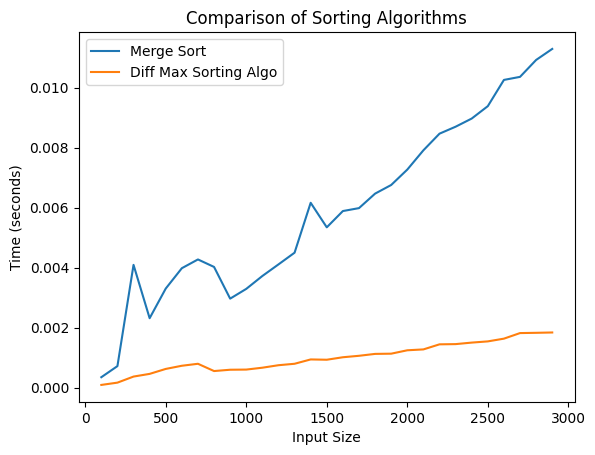 Comparison of Sorting Algorithms
Merge Sort
Diff Max Sorting Algo
Time (seconds)
0.010
0.008
0.006
0.004
0.002
0.000
0 500 1000 1500 2000 2500 3000
Input Size